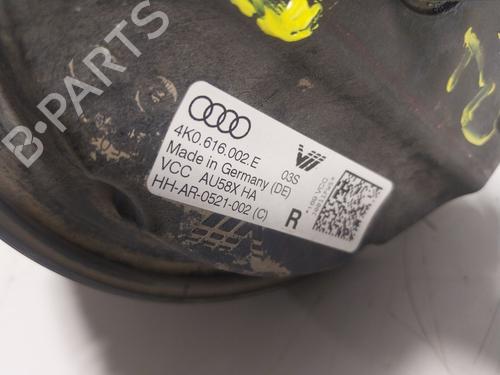 B-Parts
4K0.616.002.E
03S
Made in Germany (DE)
VCC AU58X HA
HH-AR-0521-002 (C)
R